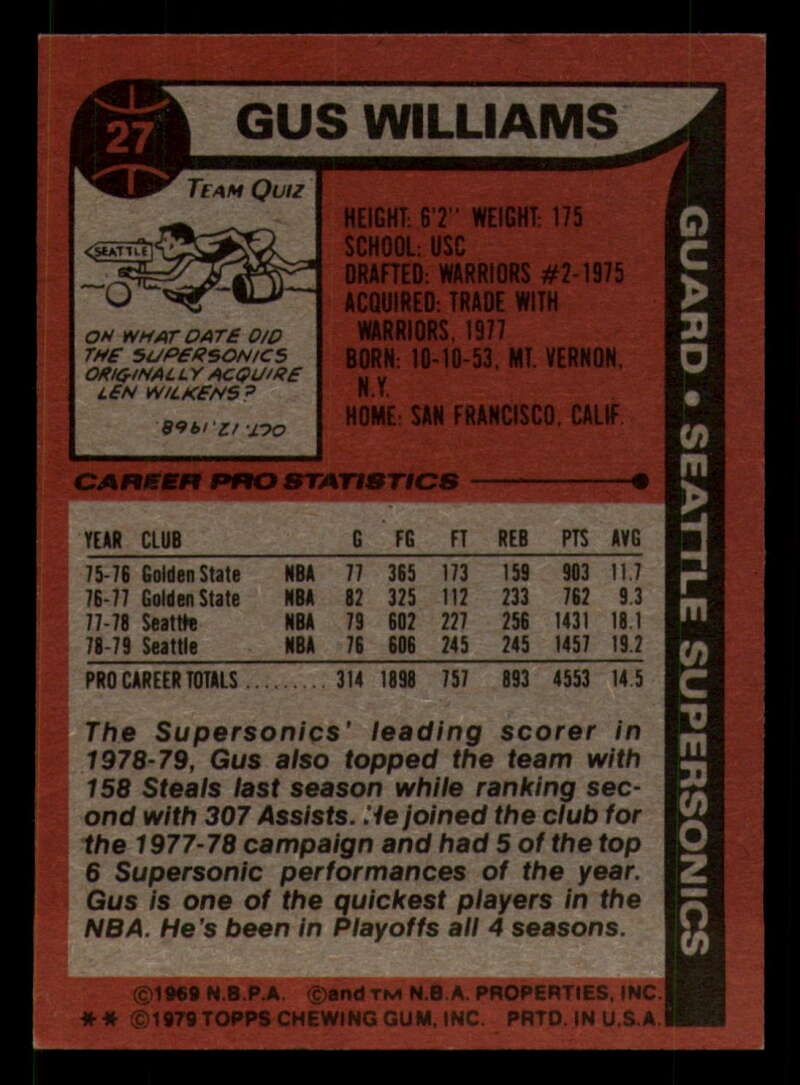 27
GUS WILLIAMS
TEAM QUIZ
SEATTLE
ON WHAT DATE DID
THE SUPERSONICS
ORIGINALLY ACQUIRE
LEN WILKENS?
OCT. 12, 1968
HEIGHT: 6'2" WEIGHT: 175
SCHOOL: USC
DRAFTED: WARRIORS #2-1975
ACQUIRED: TRADE WITH
WARRIORS, 1977
BORN: 10-10-53, MT. VERNON,
N.Y.
HOME: SAN FRANCISCO, CALIF.
GUARD • SEATTLE SUPERSONICS
CAREER PRO STATISTICS
YEAR CLUB G FG FT REB PTS AVG
75-76 Golden State NBA 77 365 173 159 903 11.7
76-77 Golden State NBA 82 325 112 233 762 9.3
77-78 Seattle NBA 79 602 227 256 1431 18.1
78-79 Seattle NBA 76 606 245 245 1457 19.2
PRO CAREER TOTALS ......... 314 1898 757 893 4553 14.5
The Supersonics' leading scorer in
1978-79, Gus also topped the team with
158 Steals last season while ranking sec-
ond with 307 Assists. He joined the club for
the 1977-78 campaign and had 5 of the top
6 Supersonic performances of the year.
Gus is one of the quickest players in the
NBA. He's been in Playoffs all 4 seasons.
©1969 N.B.P.A. ©and TM N.B.A. PROPERTIES, INC.
** ©1979 TOPPS CHEWING GUM, INC. PRTD. IN U.S.A.